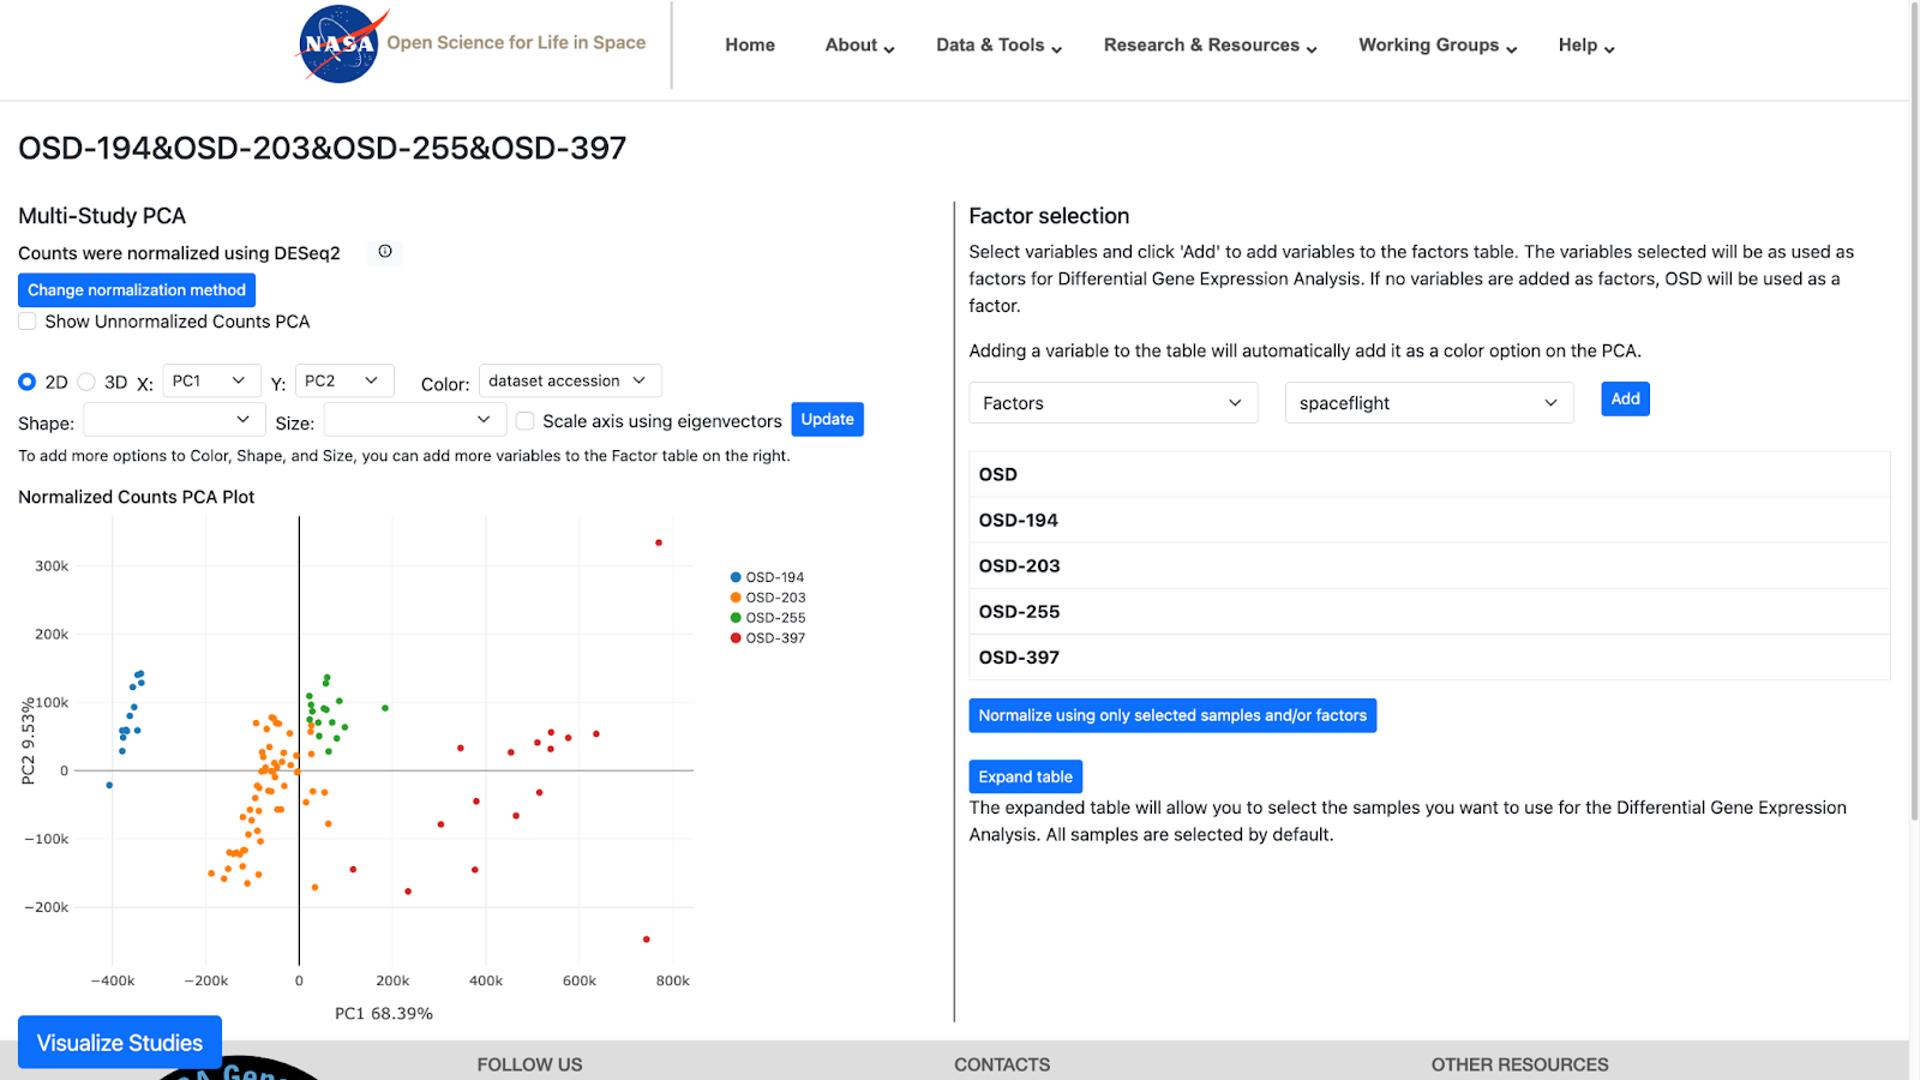 NASA
Open Science for Life in Space
Home
About
Data & Tools
Research & Resources
Working Groups
Help
OSD-194&OSD-203&OSD-255&OSD-397
Multi-Study PCA
Counts were normalized using DESeq2
Change normalization method
Show Unnormalized Counts PCA
2D 3D X: PC1 Y: PC2 Color: dataset accession
Shape: Size: Scale axis using eigenvectors Update
To add more options to Color, Shape, and Size, you can add more variables to the Factor table on the right.
Normalized Counts PCA Plot
300k
200k
100k
0
−100k
−200k
PC2 9.53%
−400k −200k 0 200k 400k 600k 800k
PC1 68.39%
OSD-194
OSD-203
OSD-255
OSD-397
Visualize Studies
Factor selection
Select variables and click 'Add' to add variables to the factors table. The variables selected will be as used as
factors for Differential Gene Expression Analysis. If no variables are added as factors, OSD will be used as a
factor.
Adding a variable to the table will automatically add it as a color option on the PCA.
Factors spaceflight Add
OSD
OSD-194
OSD-203
OSD-255
OSD-397
Normalize using only selected samples and/or factors
Expand table
The expanded table will allow you to select the samples you want to use for the Differential Gene Expression
Analysis. All samples are selected by default.
FOLLOW US
CONTACTS
OTHER RESOURCES